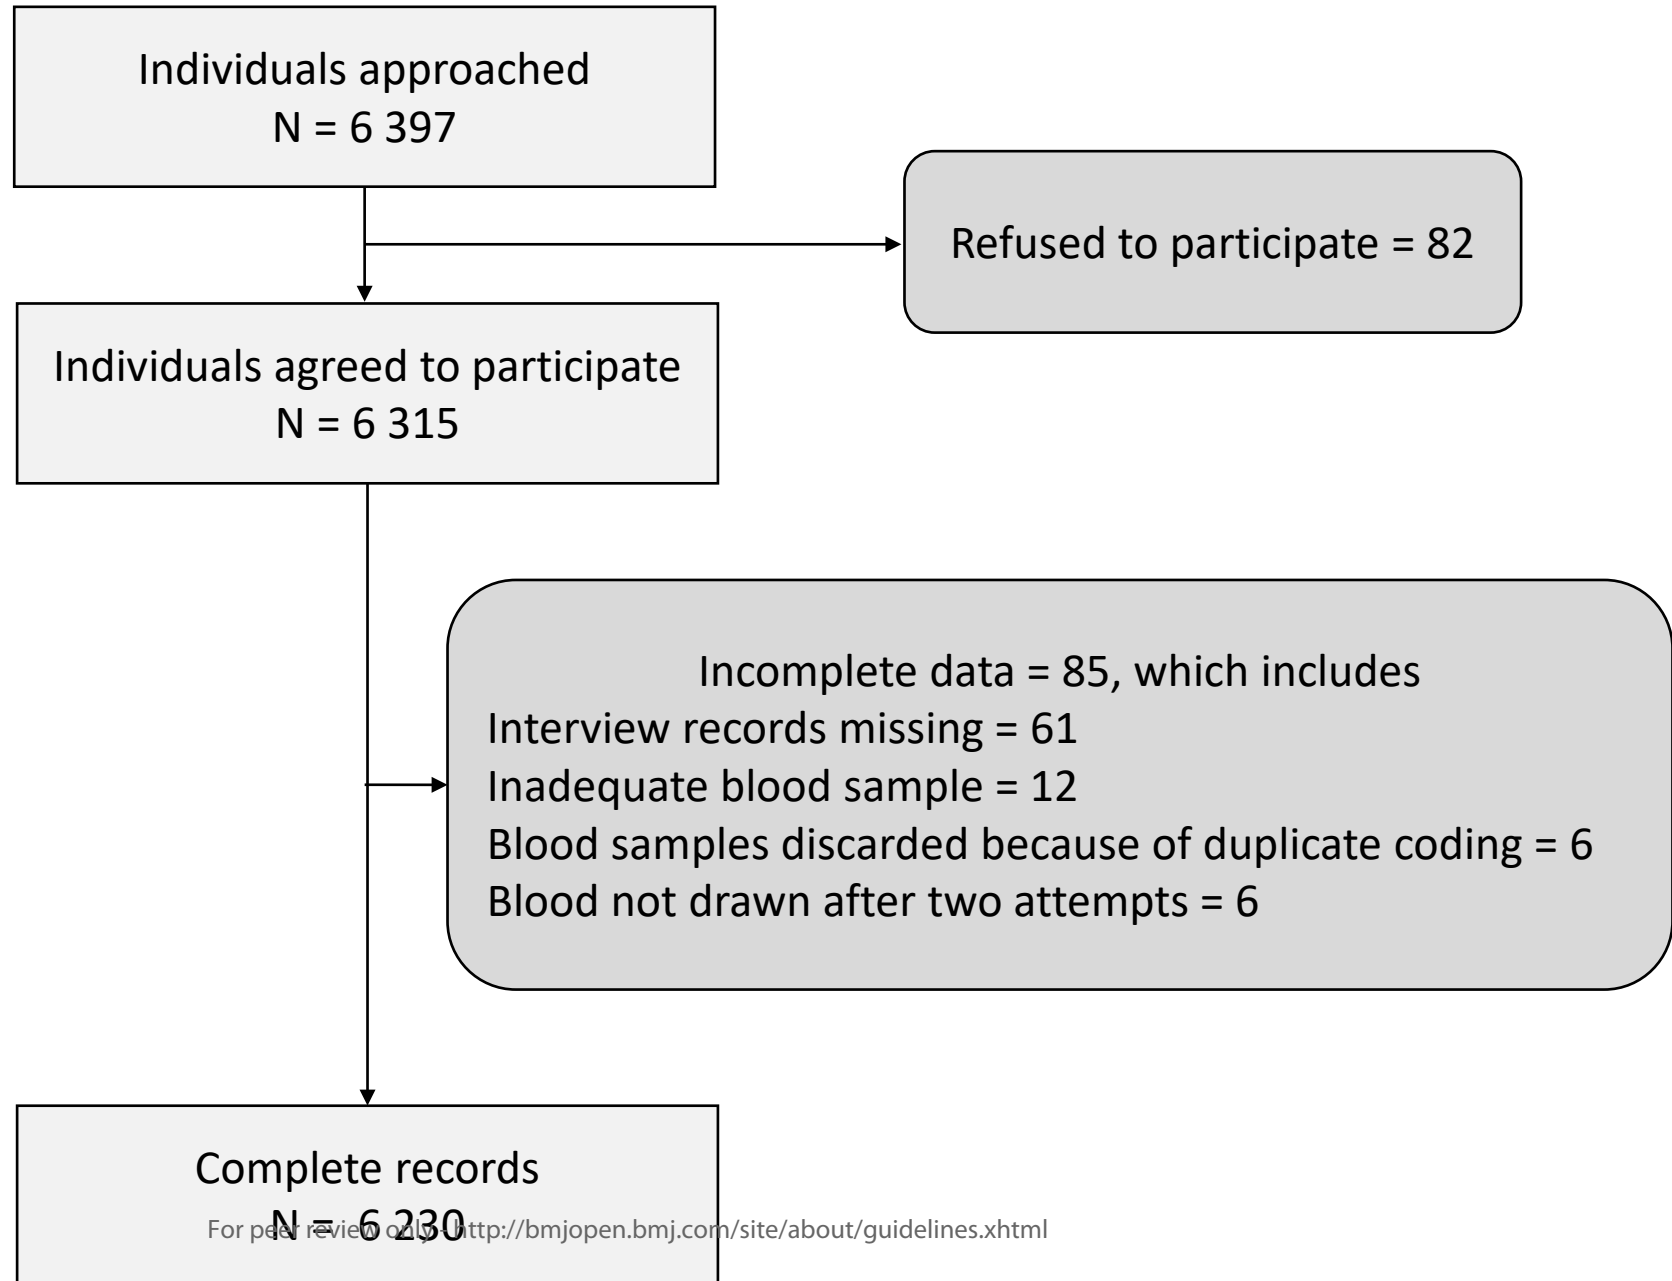 Individuals approached
N = 6 397
Refused to participate = 82
Individuals agreed to participate
N = 6 315
Incomplete data = 85, which includes
Interview records missing = 61
Inadequate blood sample = 12
Blood samples discarded because of duplicate coding = 6
Blood not drawn after two attempts = 6
Complete records
N = 6 230
For peer review only - http://bmjopen.bmj.com/site/about/guidelines.xhtml